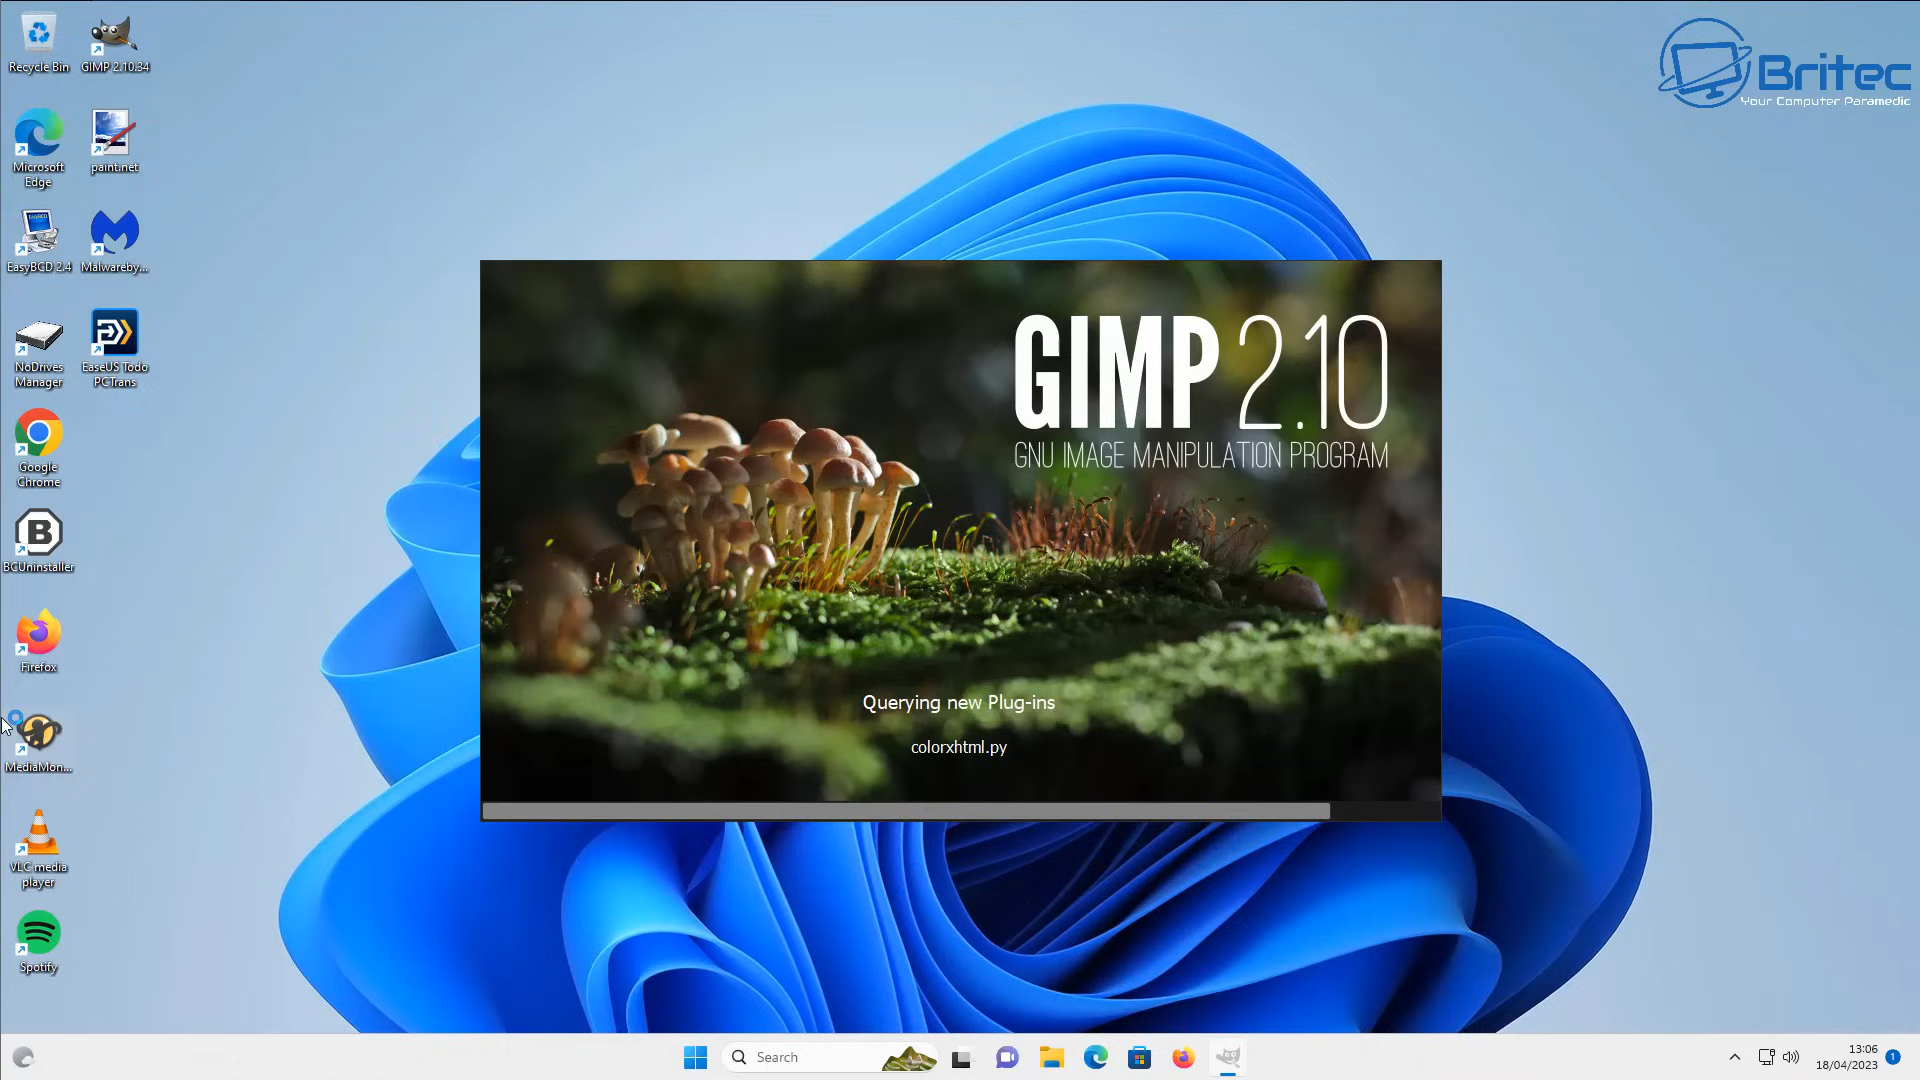 Recycle Bin
GIMP 2.10.34
Microsoft
Edge
paint.net
EasyBCD 2.4
Malwareby...
NoDrives
Manager
EaseUS Todo
PCTrans
Google
Chrome
BCUninstaller
Firefox
MediaMon...
VLC media
player
Spotify
Britec
Your Computer Paramedic
GIMP 2.10
GNU IMAGE MANIPULATION PROGRAM
Querying new Plug-ins
colorxhtml.py
Search
13:06
18/04/2023
1
B